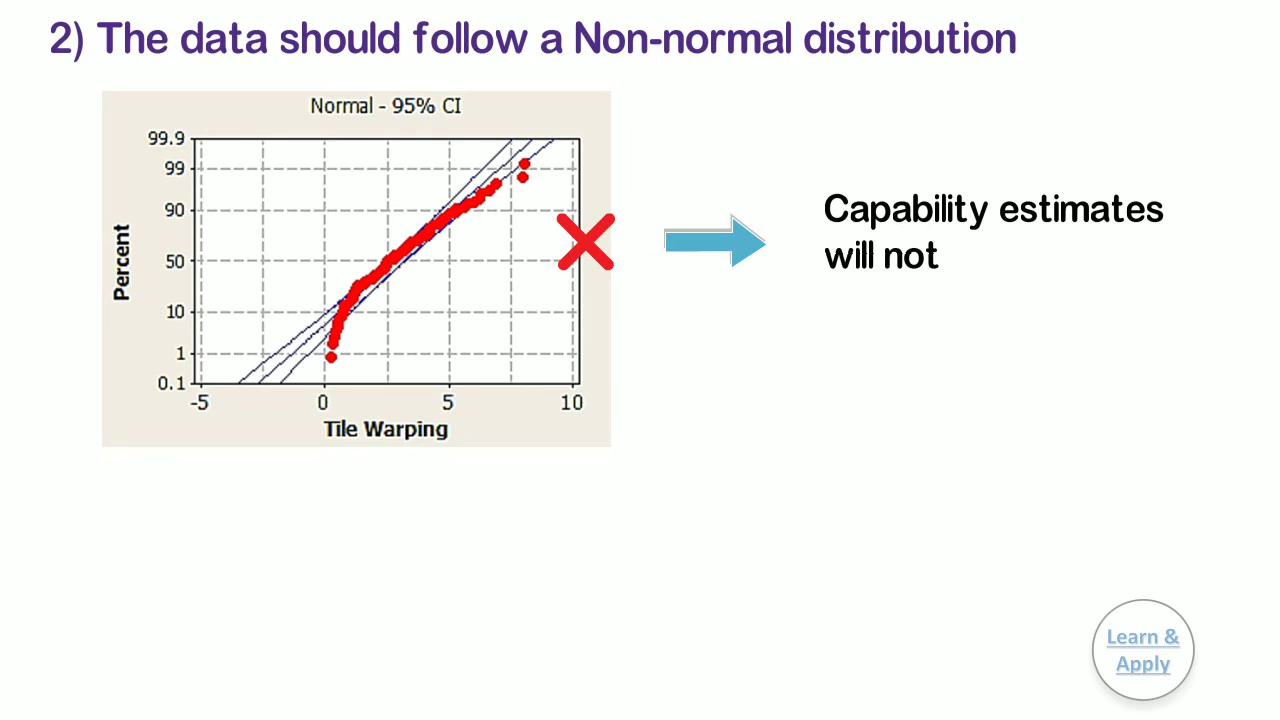 2) The data should follow a Non-normal distribution
Normal - 95% CI
99.9
99
90
50
10
1
0.1
Percent
-5 0 5 10
Tile Warping
Capability estimates
will not
Learn &
Apply